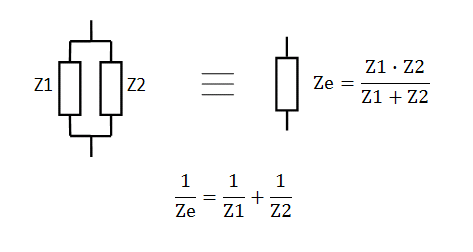 Z1 Z2 ≡ Ze = Z1 · Z2 / Z1 + Z2
1/Ze = 1/Z1 + 1/Z2